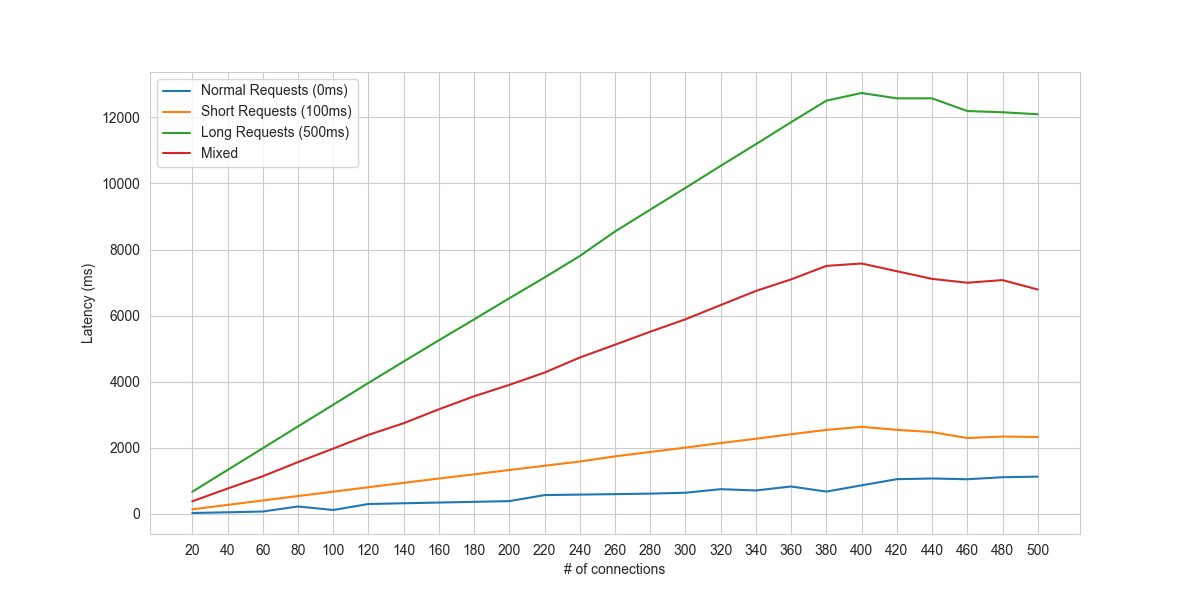 Normal Requests (0ms)
Short Requests (100ms)
Long Requests (500ms)
Mixed
12000
10000
8000
6000
4000
2000
0
Latency (ms)
20 40 60 80 100 120 140 160 180 200 220 240 260 280 300 320 340 360 380 400 420 440 460 480 500
# of connections